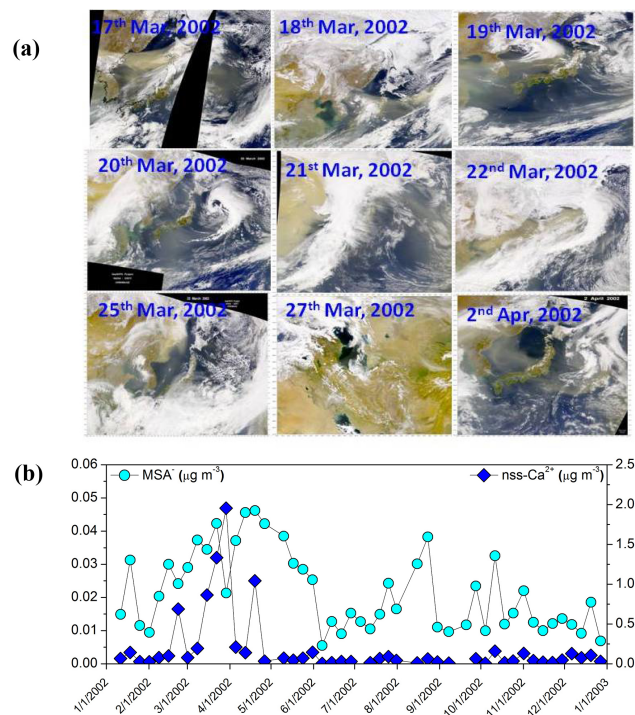 (a)
17th Mar, 2002
18th Mar, 2002
19th Mar, 2002
20th Mar, 2002
21st Mar, 2002
22nd Mar, 2002
25th Mar, 2002
27th Mar, 2002
2 April 2002
2nd Apr, 2002
(b)
MSA⁻ (μg m⁻³)
nss-Ca²⁺ (μg m⁻³)
0.06
0.05
0.04
0.03
0.02
0.01
0.00
2.5
2.0
1.5
1.0
0.5
0.0
1/1/2002
2/1/2002
3/1/2002
4/1/2002
5/1/2002
6/1/2002
7/1/2002
8/1/2002
9/1/2002
10/1/2002
11/1/2002
12/1/2002
1/1/2003